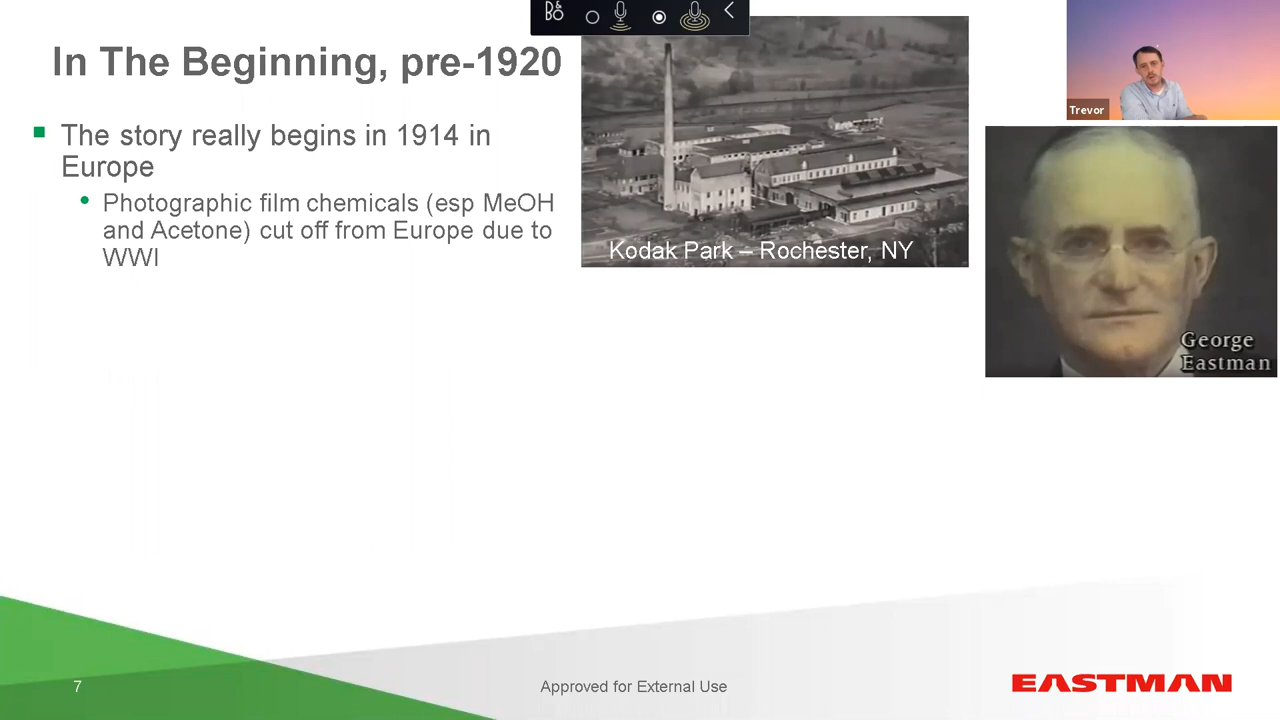 B&O
In The Beginning, pre-1920
The story really begins in 1914 in
Europe
Photographic film chemicals (esp MeOH
and Acetone) cut off from Europe due to
WWI
Kodak Park – Rochester, NY
Trevor
George
Eastman
7
Approved for External Use
EASTMAN